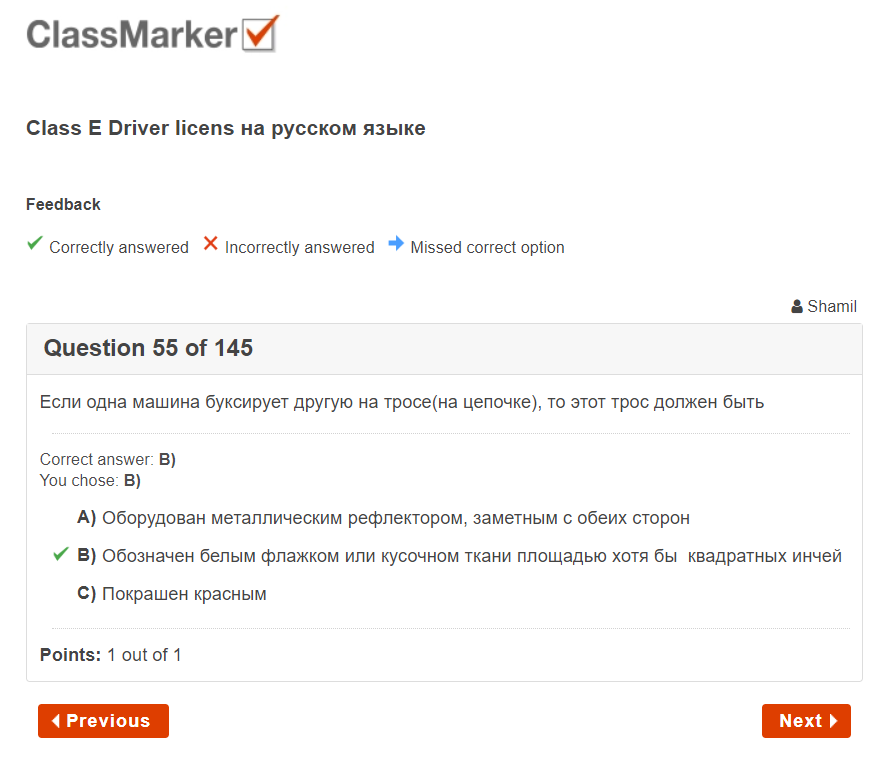 ClassMarker
Class E Driver licens на русском языке
Feedback
Correctly answered Incorrectly answered Missed correct option
Shamil
Question 55 of 145
Если одна машина буксирует другую на тросе(на цепочке), то этот трос должен быть
Correct answer: B)
You chose: B)
A) Оборудован металлическим рефлектором, заметным с обеих сторон
B) Обозначен белым флажком или кусочном ткани площадью хотя бы  квадратных инчей
C) Покрашен красным
Points: 1 out of 1
Previous
Next